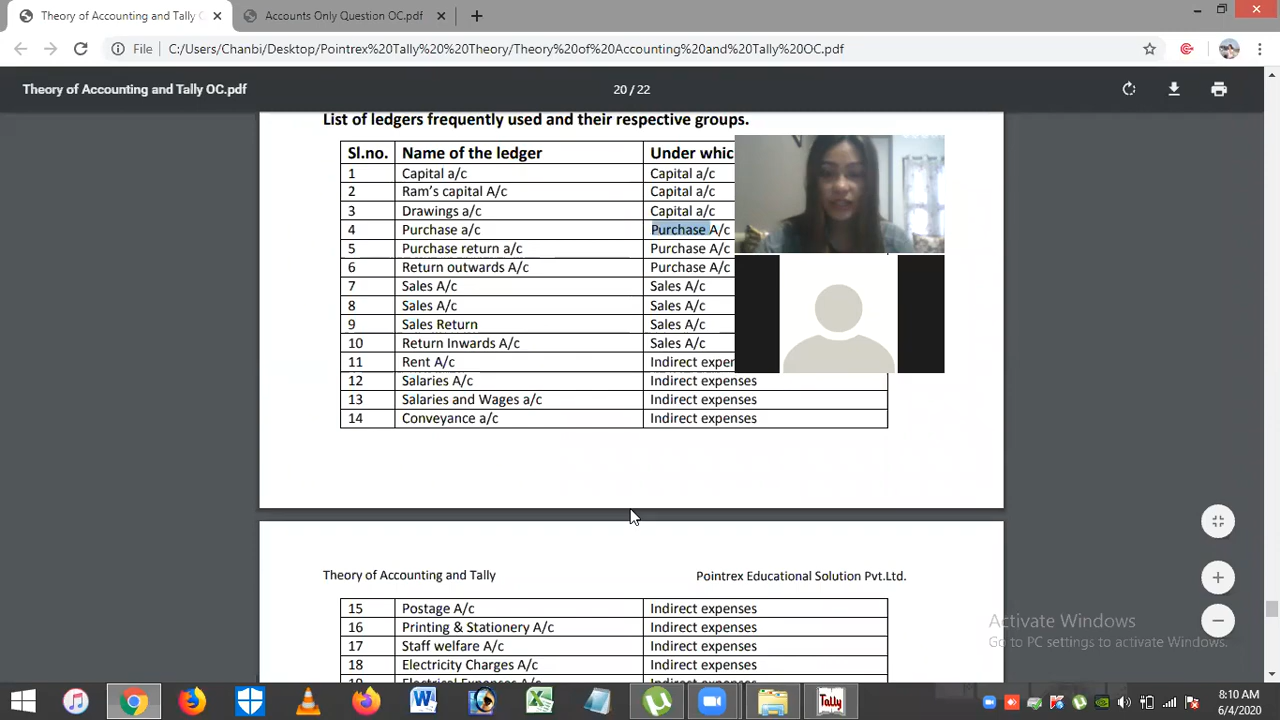 Theory of Accounting and Tally O
Accounts Only Question OC.pdf
File
C:/Users/Chanbi/Desktop/Pointrex%20Tally%20%20Theory/Theory%20of%20Accounting%20and%20Tally%20OC.pdf
Theory of Accounting and Tally OC.pdf
20 / 22
List of ledgers frequently used and their respective groups.
Sl.no. Name of the ledger Under whic
1 Capital a/c Capital a/c
2 Ram's capital A/c Capital a/c
3 Drawings a/c Capital a/c
4 Purchase a/c Purchase A/c
5 Purchase return a/c Purchase A/c
6 Return outwards A/c Purchase A/c
7 Sales A/c Sales A/c
8 Sales A/c Sales A/c
9 Sales Return Sales A/c
10 Return Inwards A/c Sales A/c
11 Rent A/c Indirect exper
12 Salaries A/c Indirect expenses
13 Salaries and Wages a/c Indirect expenses
14 Conveyance a/c Indirect expenses
Theory of Accounting and Tally Pointrex Educational Solution Pvt.Ltd.
15 Postage A/c Indirect expenses
16 Printing & Stationery A/c Indirect expenses
17 Staff welfare A/c Indirect expenses
18 Electricity Charges A/c Indirect expenses
Activate Windows
Go to PC settings to activate Windows.
Tally
8:10 AM
6/4/2020